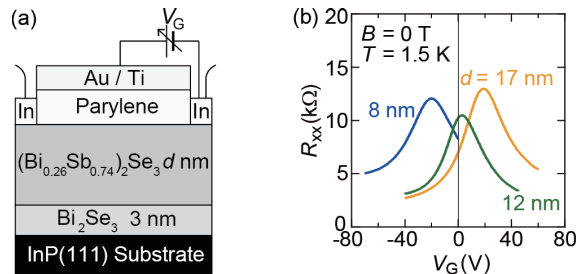 (a)
V_G
Au / Ti
In
Parylene
In
(Bi_0.26Sb_0.74)_2Se_3 d nm
Bi_2Se_3 3 nm
InP(111) Substrate
(b)
20
15
10
5
0
R_xx(kΩ)
B = 0 T
T = 1.5 K
d = 17 nm
8 nm
12 nm
-80 -40 0 40 80
V_G(V)